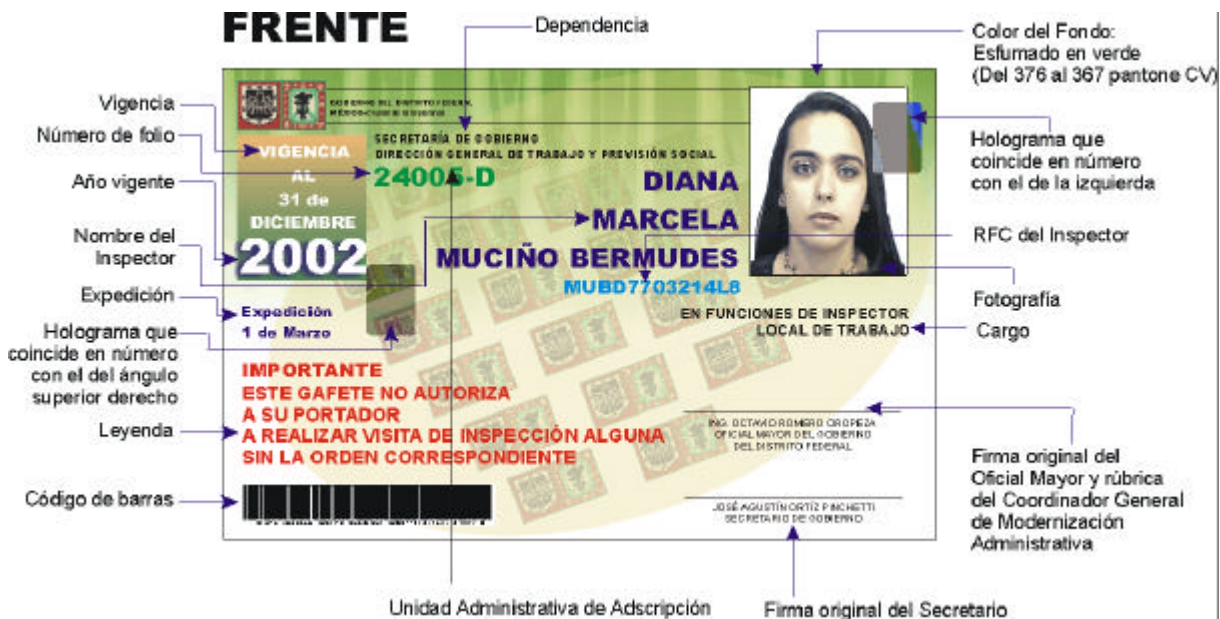 FRENTE
Dependencia
Color del Fondo:
Esfumado en verde
(Del 376 al 367 pantone CV)
Vigencia
Número de folio
Año vigente
Nombre del
Inspector
Expedición
Holograma que
coincide en número
con el del ángulo
superior derecho
Leyenda
Código de barras
GOBIERNO DEL DISTRITO FEDERAL
SECRETARÍA DE GOBIERNO
DIRECCIÓN GENERAL DE TRABAJO Y PREVISIÓN SOCIAL
VIGENCIA
AL
31 de
DICIEMBRE
2002
24005-D
DIANA
MARCELA
MUCIÑO BERMUDES
MUBD7703214L8
EN FUNCIONES DE INSPECTOR
LOCAL DE TRABAJO
Expedición
1 de Marzo
IMPORTANTE
ESTE GAFETE NO AUTORIZA
A SU PORTADOR
A REALIZAR VISITA DE INSPECCIÓN ALGUNA
SIN LA ORDEN CORRESPONDIENTE
ING. OCTAVIO ROMERO OROPEZA
OFICIAL MAYOR DEL GOBIERNO
DEL DISTRITO FEDERAL
JOSÉ AGUSTÍN ORTÍZ PINCHETTI
SECRETARIO DE GOBIERNO
Holograma que
coincide en número
con el de la izquierda
RFC del Inspector
Fotografía
Cargo
Firma original del
Oficial Mayor y rúbrica
del Coordinador General
de Modernización
Administrativa
Unidad Administrativa de Adscripción
Firma original del Secretario